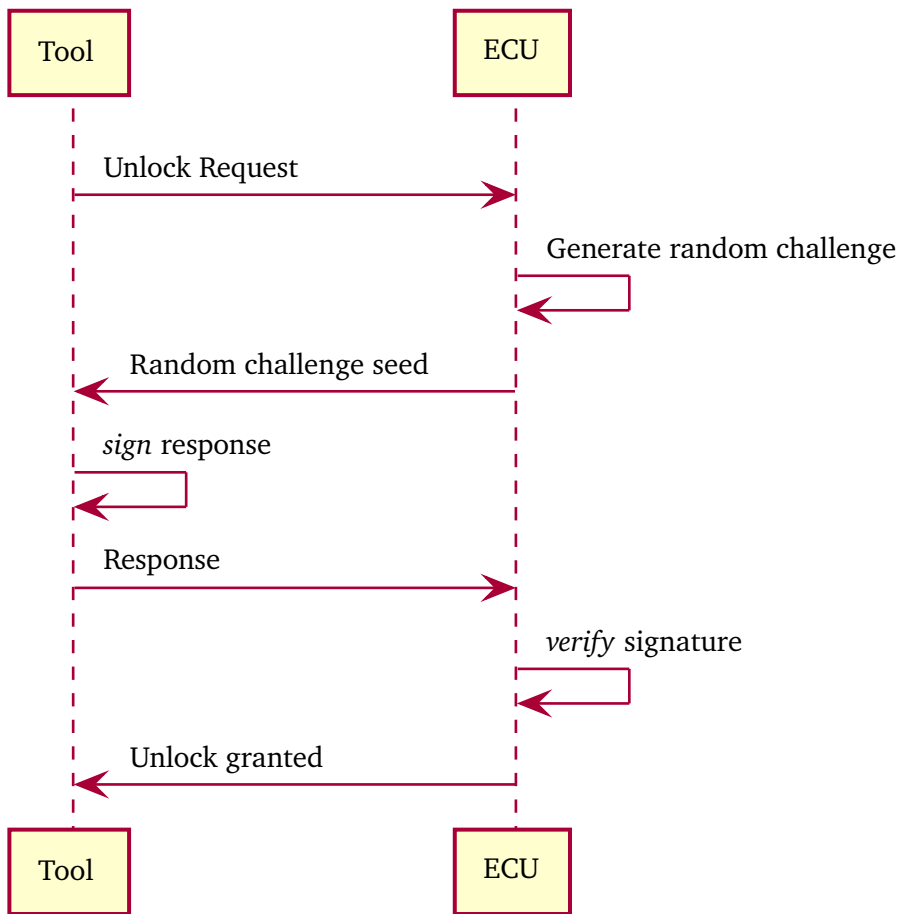 Tool
ECU
Unlock Request
Generate random challenge
Random challenge seed
sign response
Response
verify signature
Unlock granted
Tool
ECU